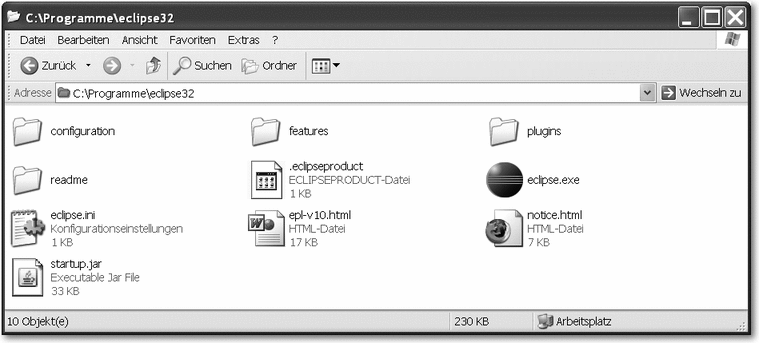 C:\Programme\eclipse32
Datei Bearbeiten Ansicht Favoriten Extras ?
Zurück Suchen Ordner
Adresse C:\Programme\eclipse32 Wechseln zu
configuration
features
plugins
readme
.eclipseproduct
ECLIPSEPRODUCT-Datei
1 KB
eclipse.exe
eclipse.ini
Konfigurationseinstellungen
1 KB
epl-v10.html
HTML-Datei
17 KB
notice.html
HTML-Datei
7 KB
startup.jar
Executable Jar File
33 KB
10 Objekt(e) 230 KB Arbeitsplatz